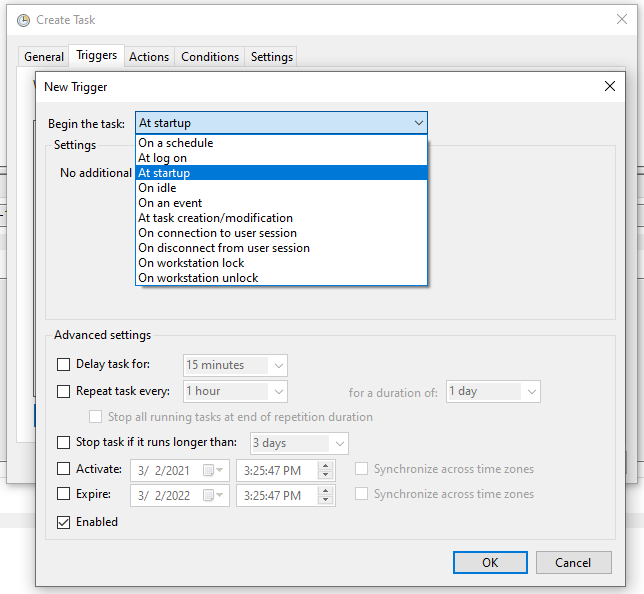 Create Task
General Triggers Actions Conditions Settings
New Trigger
Begin the task: At startup
Settings
On a schedule
At log on
No additional At startup
On idle
On an event
At task creation/modification
On connection to user session
On disconnect from user session
On workstation lock
On workstation unlock
Advanced settings
Delay task for: 15 minutes
Repeat task every: 1 hour for a duration of: 1 day
Stop all running tasks at end of repetition duration
Stop task if it runs longer than: 3 days
Activate: 3/ 2/2021 3:25:47 PM Synchronize across time zones
Expire: 3/ 2/2022 3:25:47 PM Synchronize across time zones
Enabled
OK Cancel